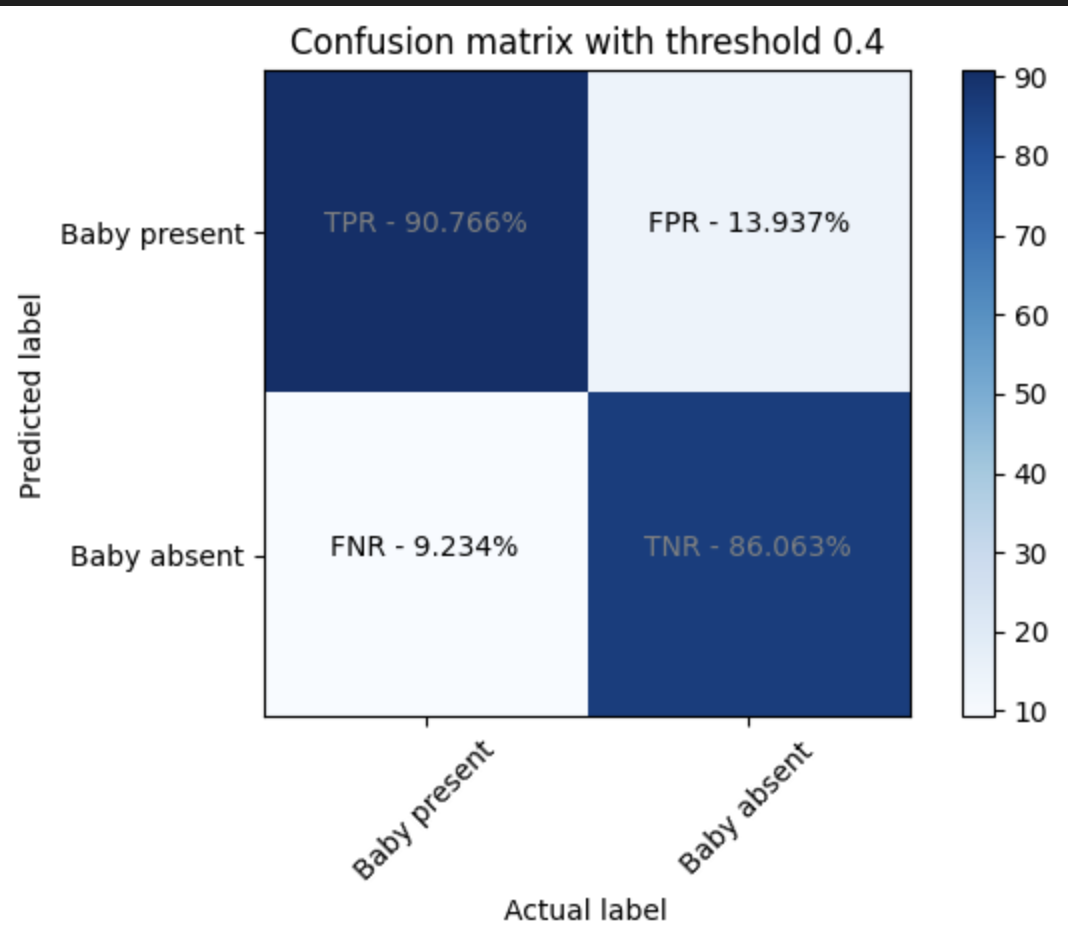 Confusion matrix with threshold 0.4
Predicted label
Baby present
TPR - 90.766%
FPR - 13.937%
Baby absent
FNR - 9.234%
TNR - 86.063%
Baby present
Baby absent
Actual label
90
80
70
60
50
40
30
20
10